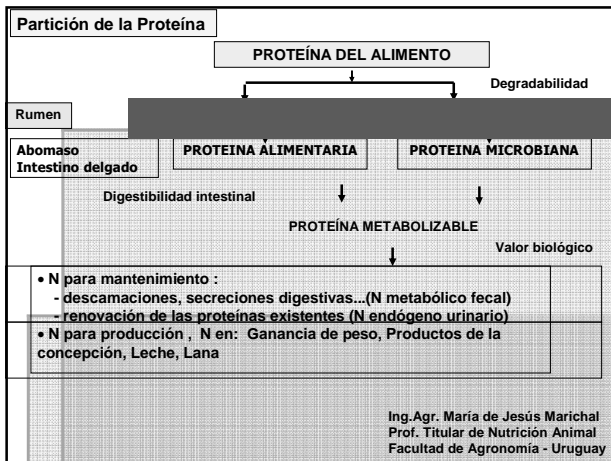 Partición de la Proteína
PROTEÍNA DEL ALIMENTO
Degradabilidad
Rumen
Abomaso
Intestino delgado
PROTEINA ALIMENTARIA
PROTEINA MICROBIANA
Digestibilidad intestinal
PROTEÍNA METABOLIZABLE
Valor biológico
• N para mantenimiento :
- descamaciones, secreciones digestivas...(N metabólico fecal)
- renovación de las proteínas existentes (N endógeno urinario)
• N para producción , N en: Ganancia de peso, Productos de la
concepción, Leche, Lana
Ing.Agr. María de Jesús Marichal
Prof. Titular de Nutrición Animal
Facultad de Agronomía - Uruguay